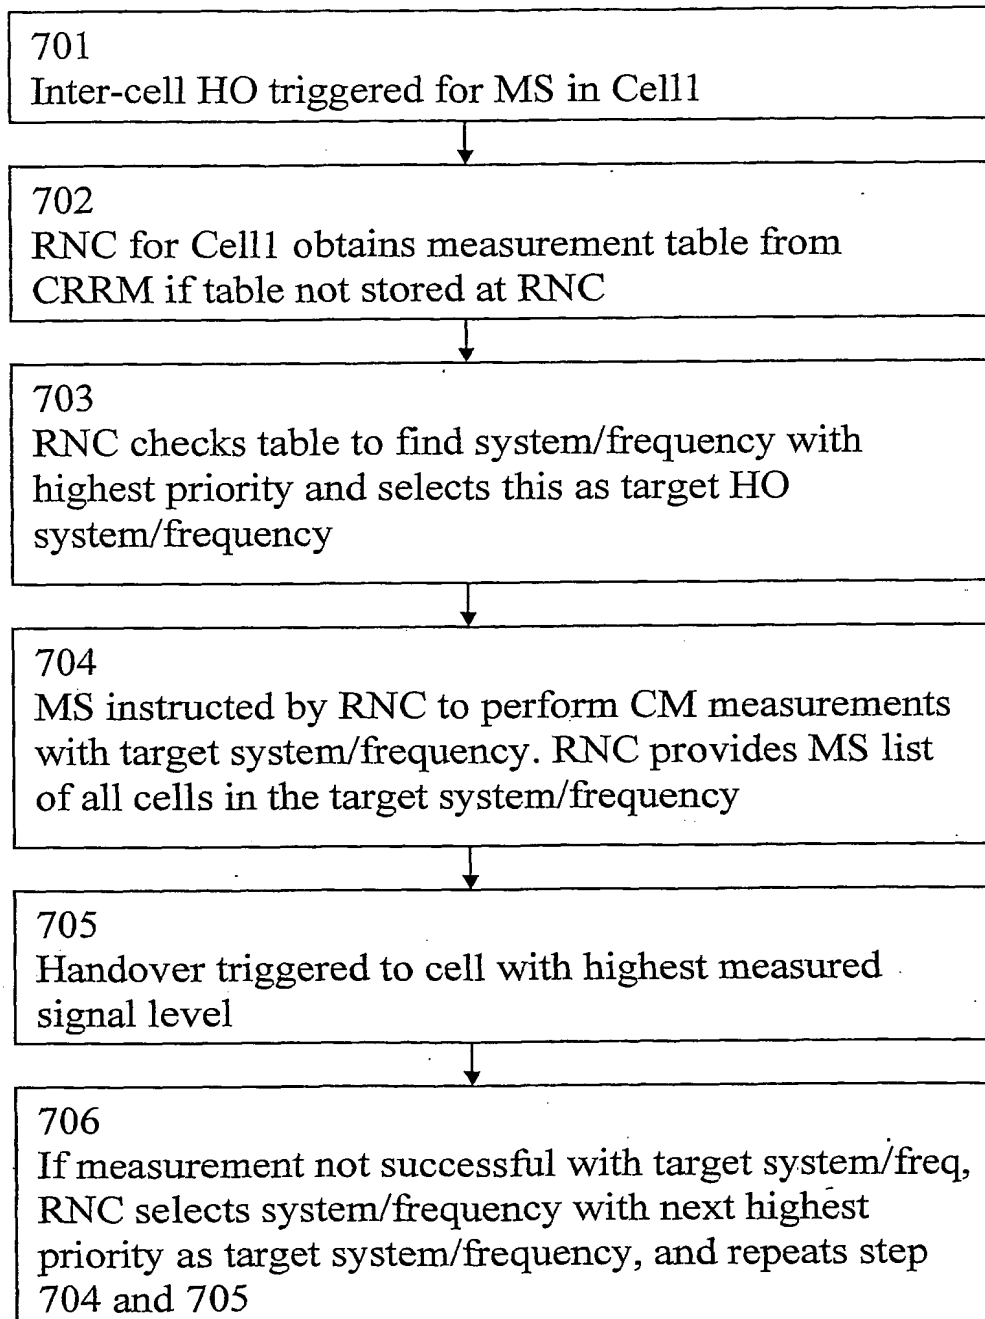 701
Inter-cell HO triggered for MS in Cell1
702
RNC for Cell1 obtains measurement table from
CRRM if table not stored at RNC
703
RNC checks table to find system/frequency with
highest priority and selects this as target HO
system/frequency
704
MS instructed by RNC to perform CM measurements
with target system/frequency. RNC provides MS list
of all cells in the target system/frequency
705
Handover triggered to cell with highest measured
signal level
706
If measurement not successful with target system/freq,
RNC selects system/frequency with next highest
priority as target system/frequency, and repeats step
704 and 705